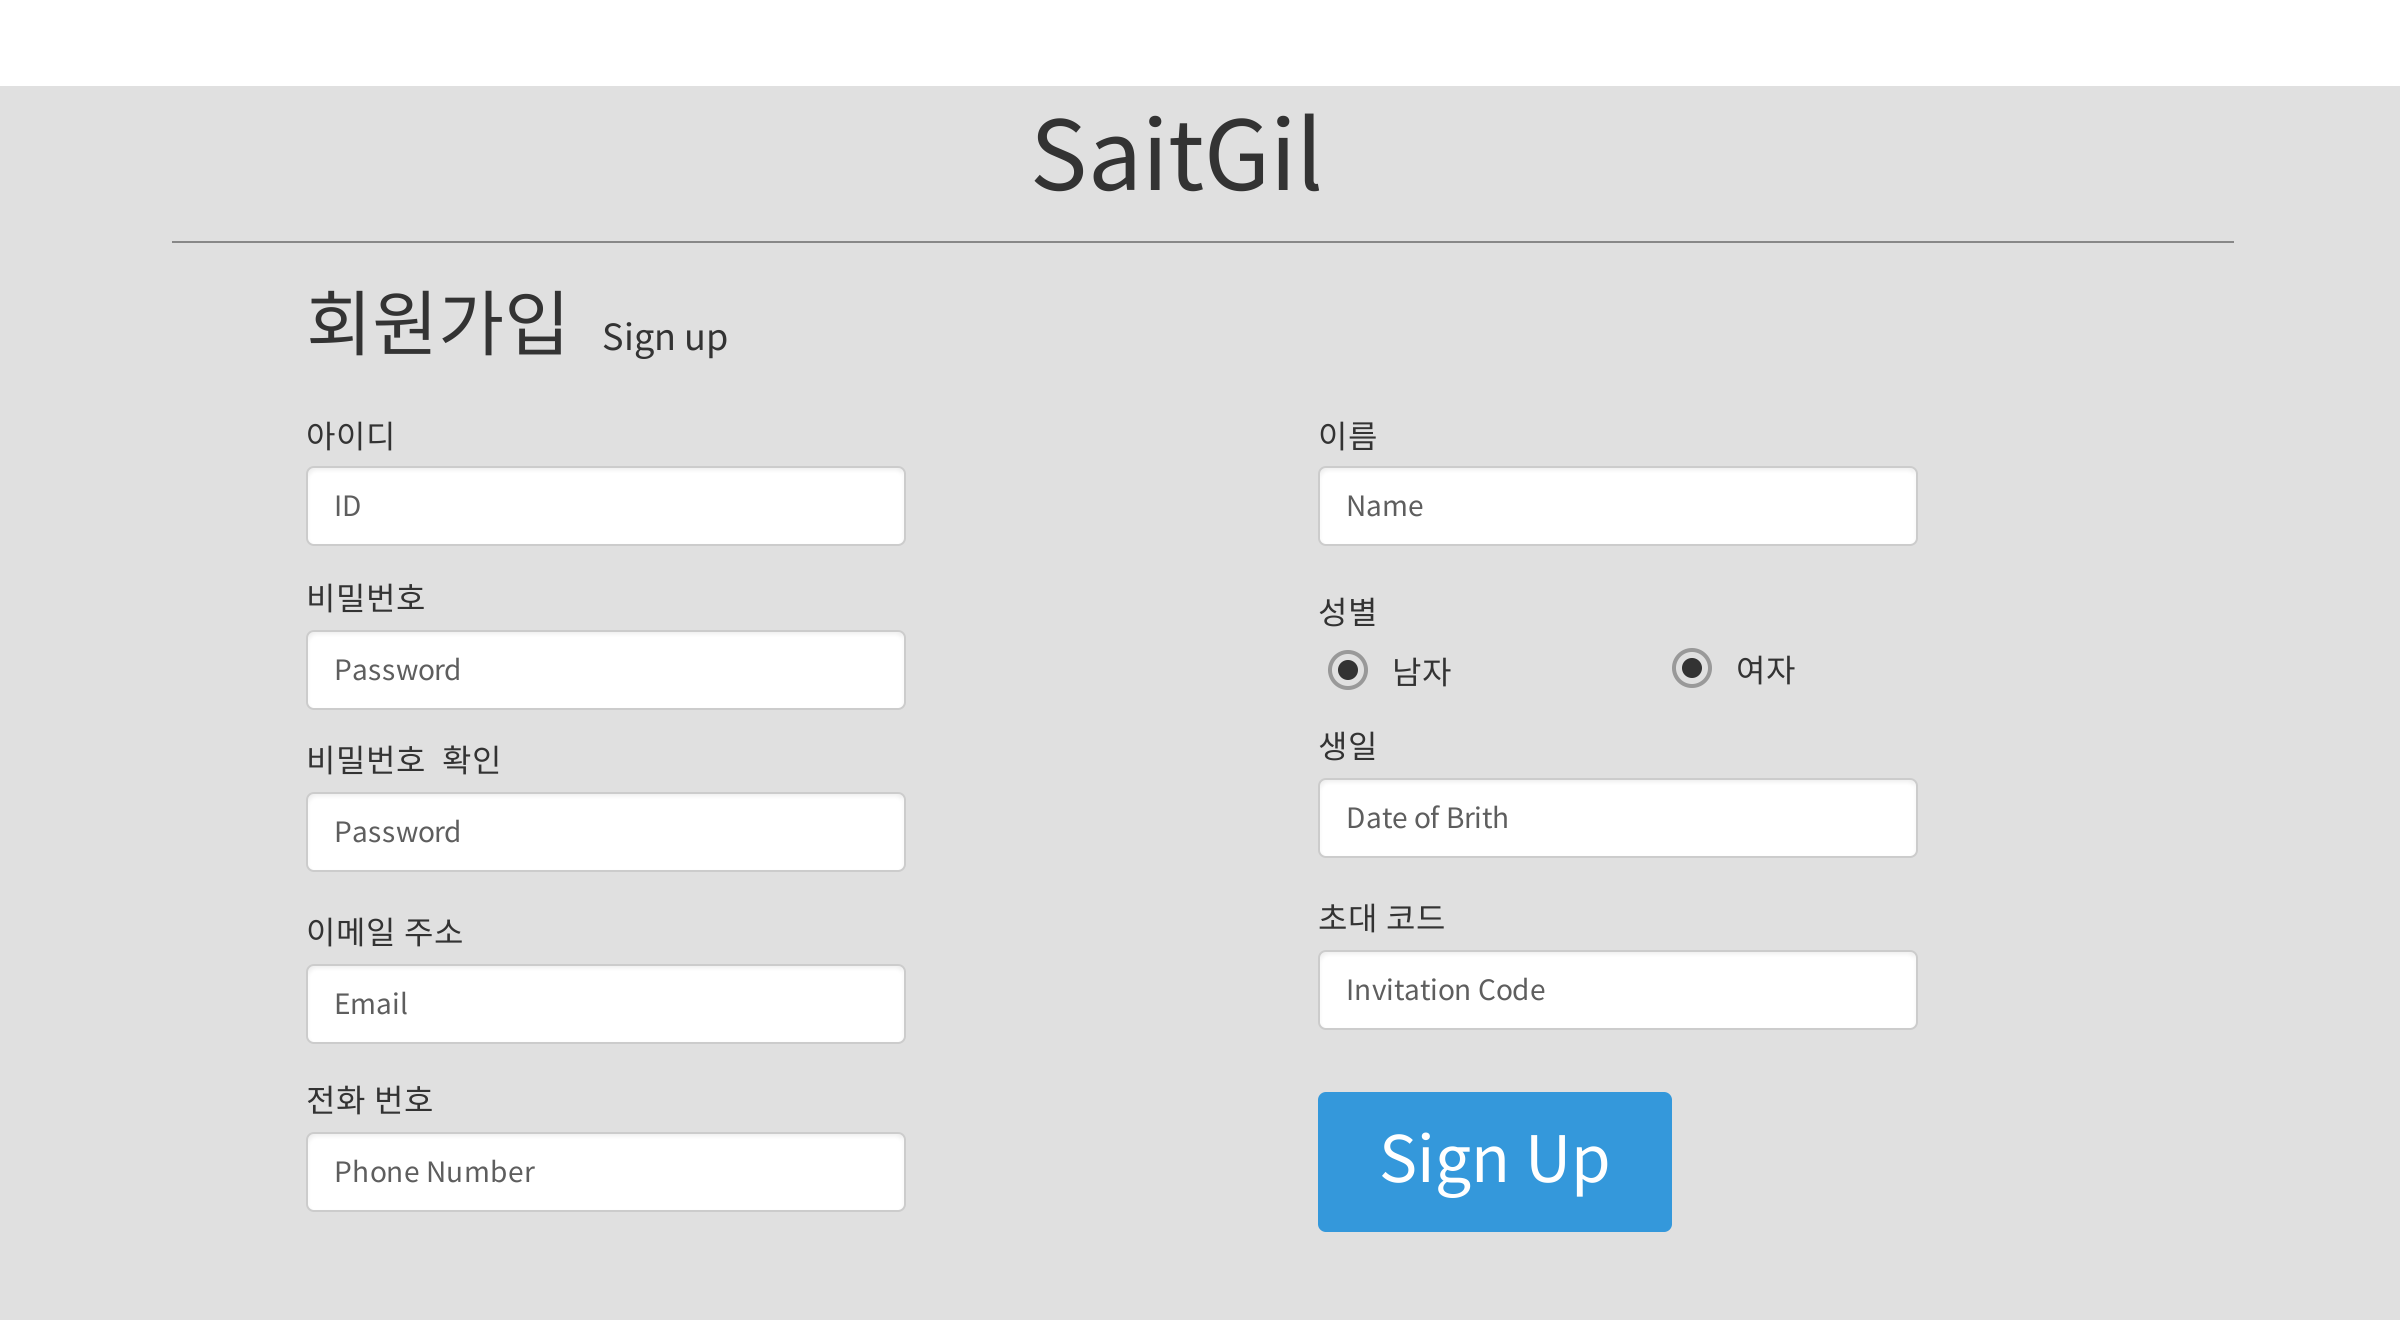 SaitGil
회원가입 Sign up
아이디
ID
비밀번호
Password
비밀번호 확인
Password
이메일 주소
Email
전화 번호
Phone Number
이름
Name
성별
남자 여자
생일
Date of Brith
초대 코드
Invitation Code
Sign Up